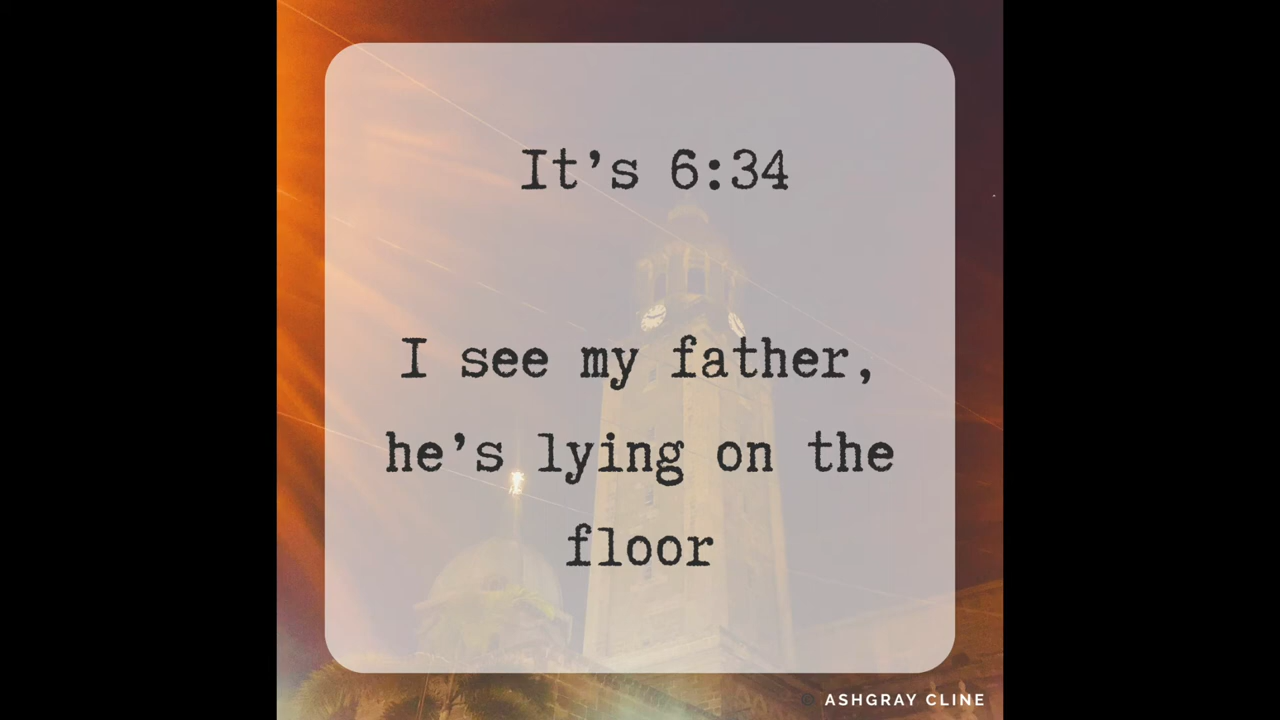 It's 6:34
I see my father,
he's lying on the
floor
© ASHGRAY CLINE